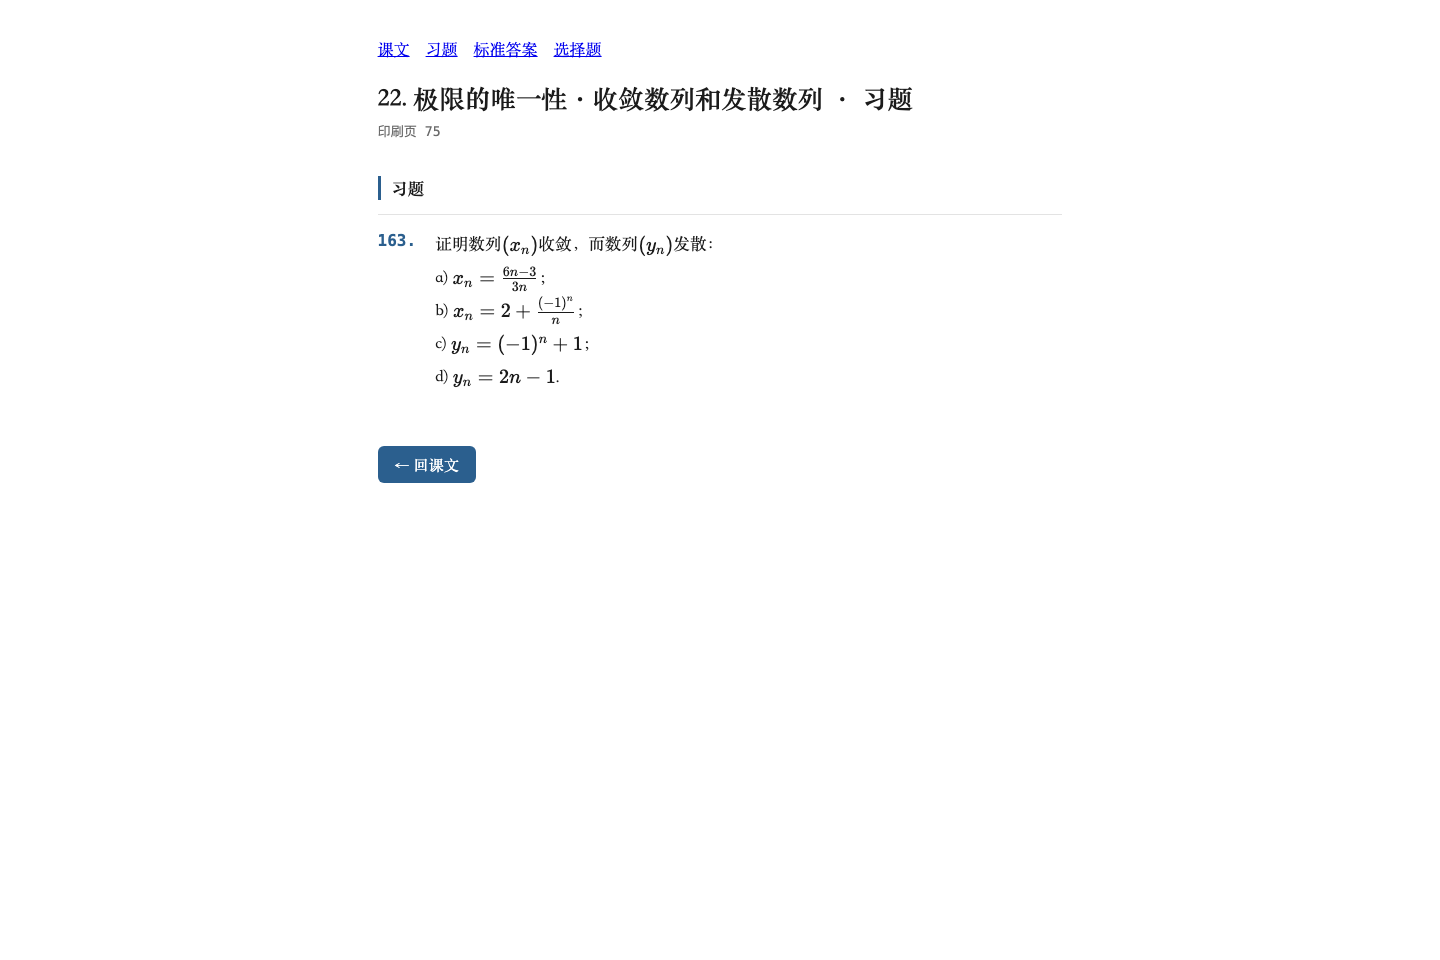 课文 习题 标准答案 选择题
22. 极限的唯一性 · 收敛数列和发散数列 · 习题
印刷页 75
习题
163. 证明数列(xₙ)收敛，而数列(yₙ)发散：
a) xₙ = (6n−3)/(3n)；
b) xₙ = 2 + (−1)ⁿ/n；
c) yₙ = (−1)ⁿ + 1；
d) yₙ = 2n − 1.
← 回课文